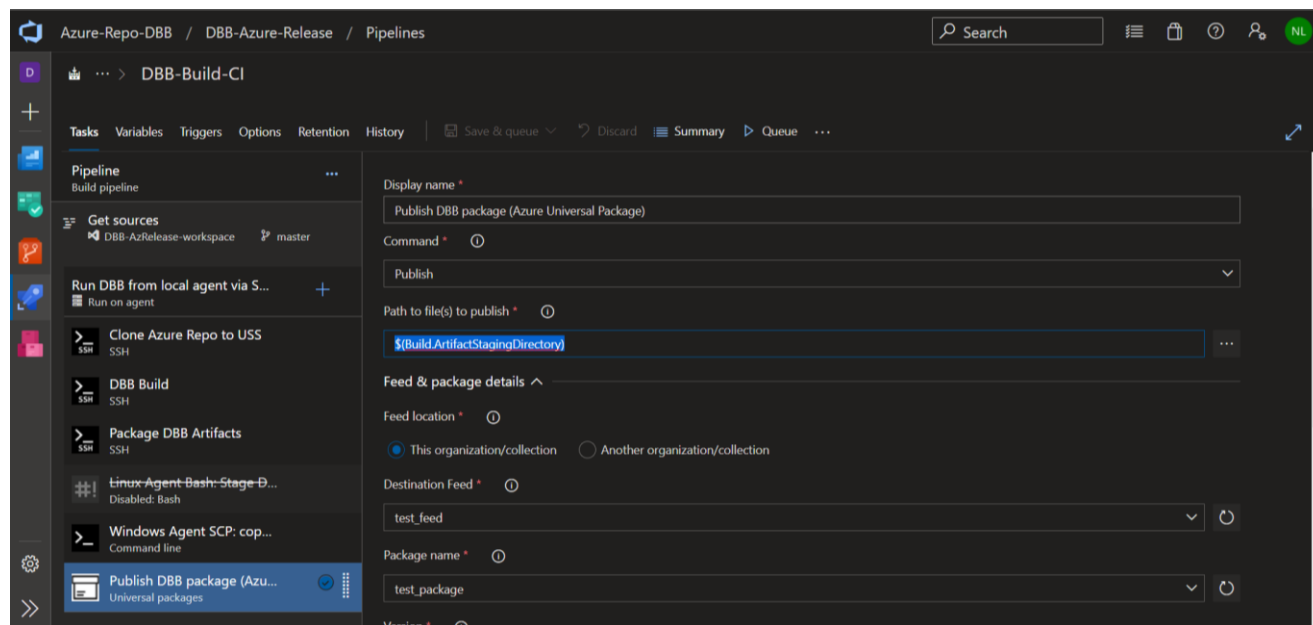 Azure-Repo-DBB / DBB-Azure-Release / Pipelines
Search
NL
D
... > DBB-Build-CI
Tasks Variables Triggers Options Retention History Save & queue Discard Summary Queue ...
Pipeline
Build pipeline
Get sources
DBB-AzRelease-workspace master
Run DBB from local agent via S...
Run on agent
Clone Azure Repo to USS
SSH
SSH
DBB Build
SSH
SSH
Package DBB Artifacts
SSH
SSH
#! Linux Agent Bash: Stage D...
Disabled: Bash
Windows Agent SCP: cop...
Command line
Publish DBB package (Azu...
Universal packages
Display name *
Publish DBB package (Azure Universal Package)
Command *
Publish
Path to file(s) to publish *
$(Build.ArtifactStagingDirectory)
Feed & package details
Feed location *
This organization/collection Another organization/collection
Destination Feed *
test_feed
Package name *
test_package
Version *